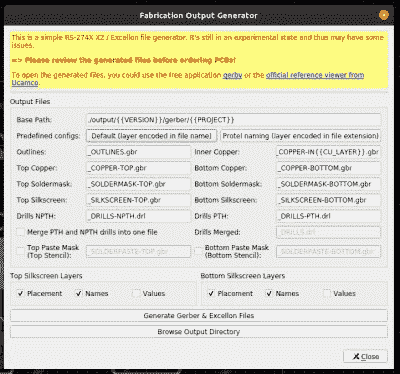 Fabrication Output Generator
This is a simple RS-274X X2 / Excellon file generator. It's still in an experimental state and thus may have some
issues.
=> Please review the generated files before ordering PCBs!
To open the generated files, you could use the free application gerbv or the official reference viewer from
Ucamco.
Output Files
Base Path: ./output/{{VERSION}}/gerber/{{PROJECT}}
Predefined configs: Default (layer encoded in file name) Protel naming (layer encoded in file extension)
Outlines: _OUTLINES.gbr Inner Copper: _COPPER-IN{{CU_LAYER}}.gbr
Top Copper: _COPPER-TOP.gbr Bottom Copper: _COPPER-BOTTOM.gbr
Top Soldermask: _SOLDERMASK-TOP.gbr Bottom Soldermask: _SOLDERMASK-BOTTOM.gbr
Top Silkscreen: _SILKSCREEN-TOP.gbr Bottom Silkscreen: _SILKSCREEN-BOTTOM.gbr
Drills NPTH: _DRILLS-NPTH.drl Drills PTH: _DRILLS-PTH.drl
Merge PTH and NPTH drills into one file Drills Merged: _DRILLS.drl
Top Paste Mask
(Top Stencil): _SOLDERPASTE-TOP.gbr Bottom Paste Mask
(Bottom Stencil): _SOLDERPASTE-BOTTOM.gbr
Top Silkscreen Layers Bottom Silkscreen Layers
Placement Names Values Placement Names Values
Generate Gerber & Excellon Files
Browse Output Directory
Close